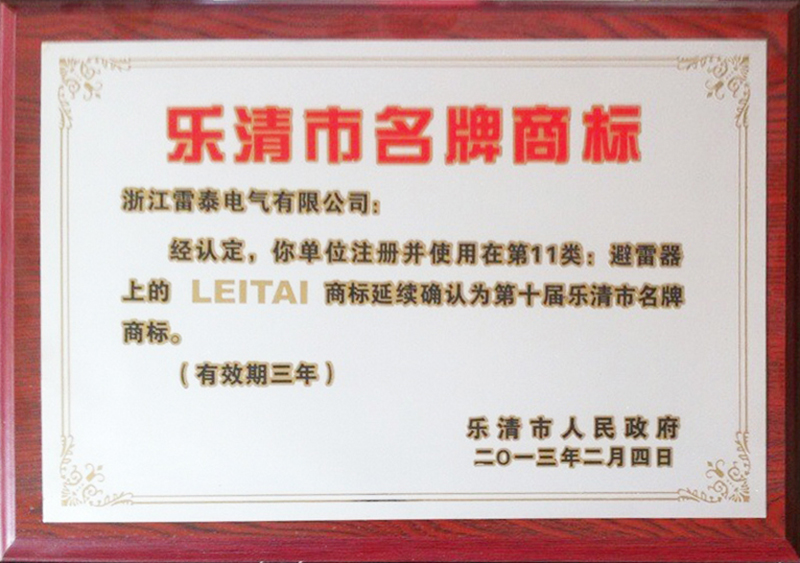 乐清市名牌商标
浙江雷泰电气有限公司：
经认定，你单位注册并使用在第11类：避雷器
上的 LEITAI 商标延续确认为第十届乐清市名牌
商标。
（有效期三年）
乐清市人民政府
二〇一三年二月四日